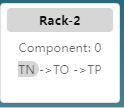 Rack-2
Component: 0
TN ->TO ->TP